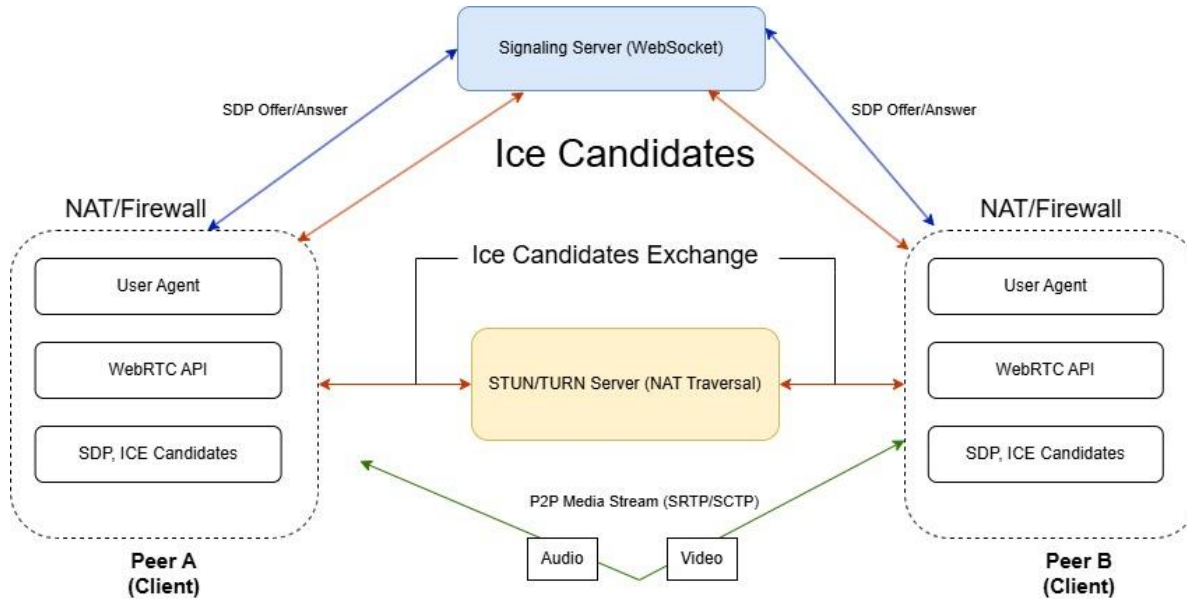 Signaling Server (WebSocket)
SDP Offer/Answer
SDP Offer/Answer
Ice Candidates
NAT/Firewall
NAT/Firewall
Ice Candidates Exchange
User Agent
User Agent
WebRTC API
STUN/TURN Server (NAT Traversal)
WebRTC API
SDP, ICE Candidates
SDP, ICE Candidates
P2P Media Stream (SRTP/SCTP)
Audio
Video
Peer A
(Client)
Peer B
(Client)